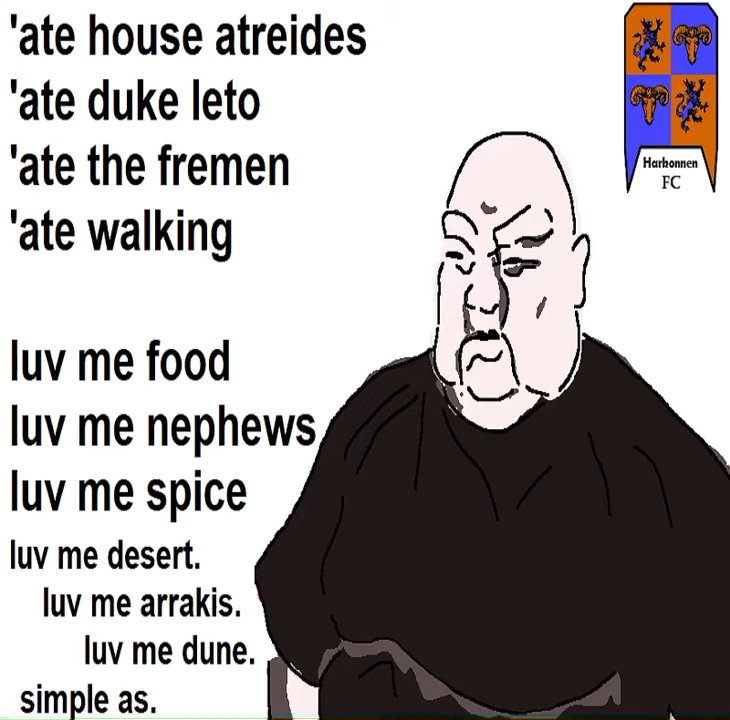 'ate house atreides
'ate duke leto
'ate the fremen
'ate walking
luv me food
luv me nephews
luv me spice
luv me desert.
luv me arrakis.
luv me dune.
simple as.
Harkonnen
FC